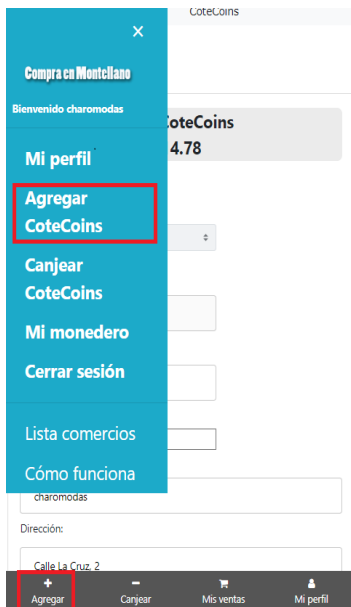 CoteCoins
×
Compra en Montellano
Bienvenido charomodas
CoteCoins
4.78
Mi perfil
Agregar
CoteCoins
Canjear
CoteCoins
Mi monedero
Cerrar sesión
Lista comercios
Cómo funciona
charomodas
Dirección:
Calle La Cruz, 2
Agregar Canjear Mis ventas Mi perfil